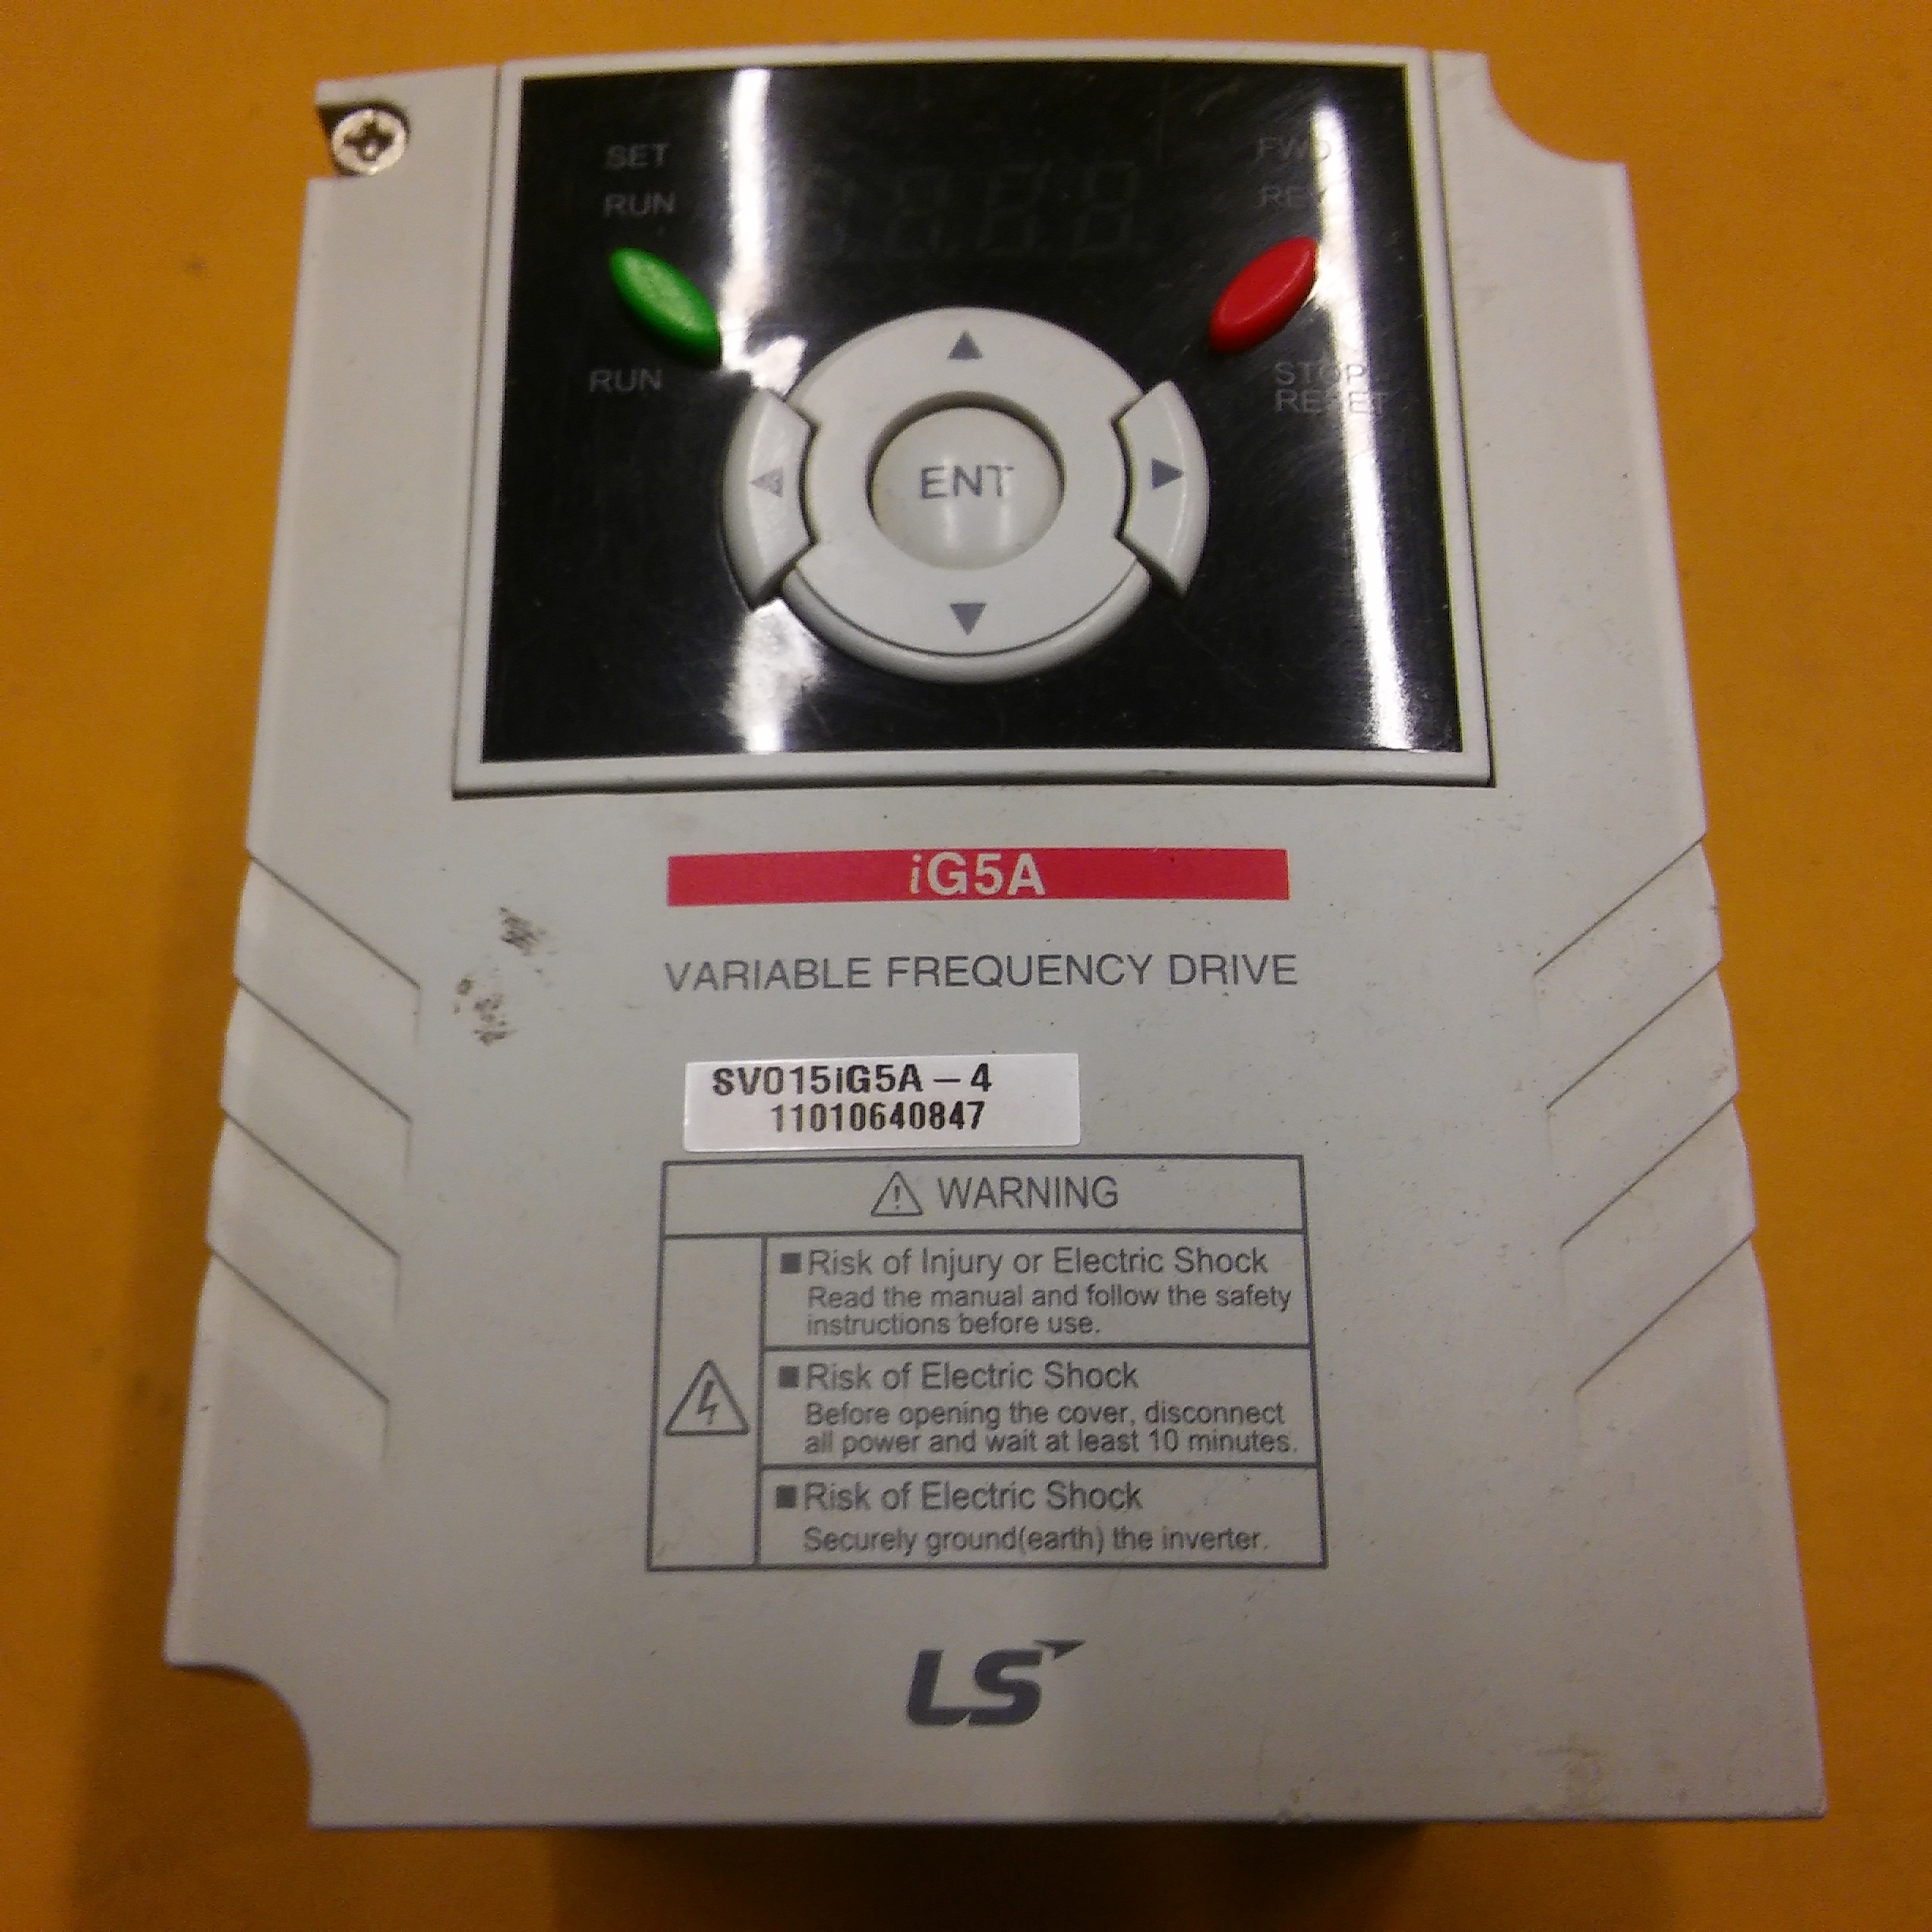 SET
FWD
RUN
REV
RUN
STOP
RESET
ENT
iG5A
VARIABLE FREQUENCY DRIVE
SV015iG5A – 4
11010640847
WARNING
Risk of Injury or Electric Shock
Read the manual and follow the safety
instructions before use.
Risk of Electric Shock
Before opening the cover, disconnect
all power and wait at least 10 minutes.
Risk of Electric Shock
Securely ground(earth) the inverter.
LS